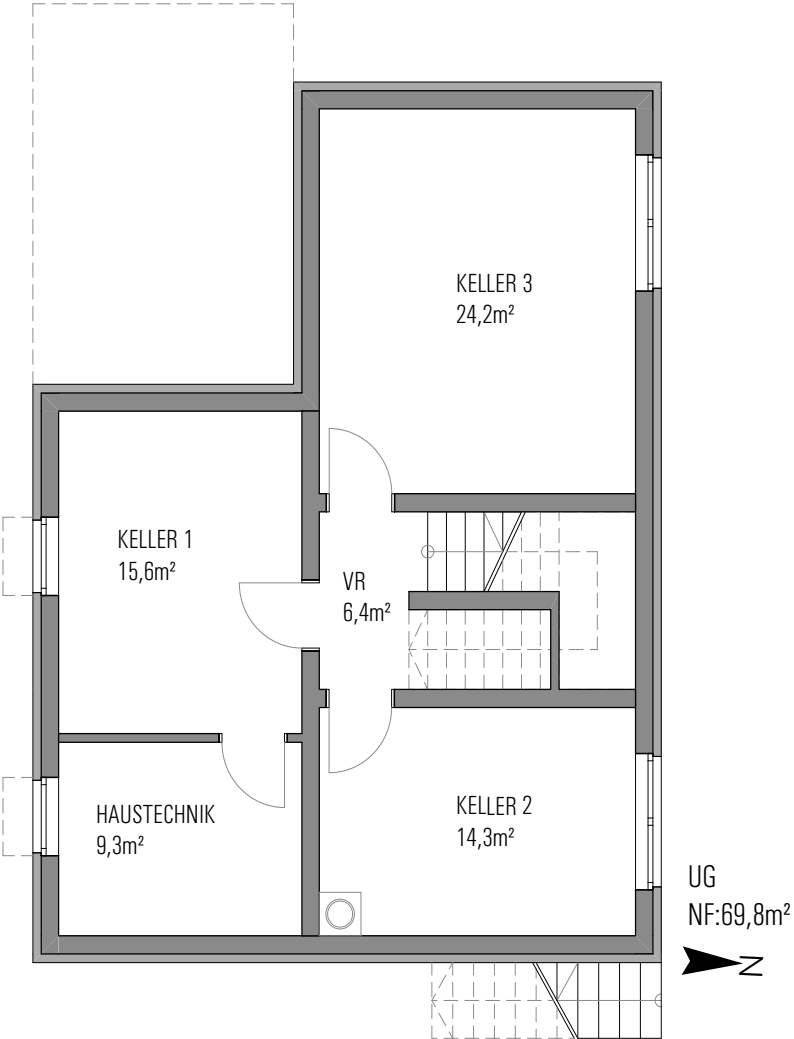 KELLER 3
24,2m²
KELLER 1
15,6m²
VR
6,4m²
HAUSTECHNIK
9,3m²
KELLER 2
14,3m²
UG
NF:69,8m²
N